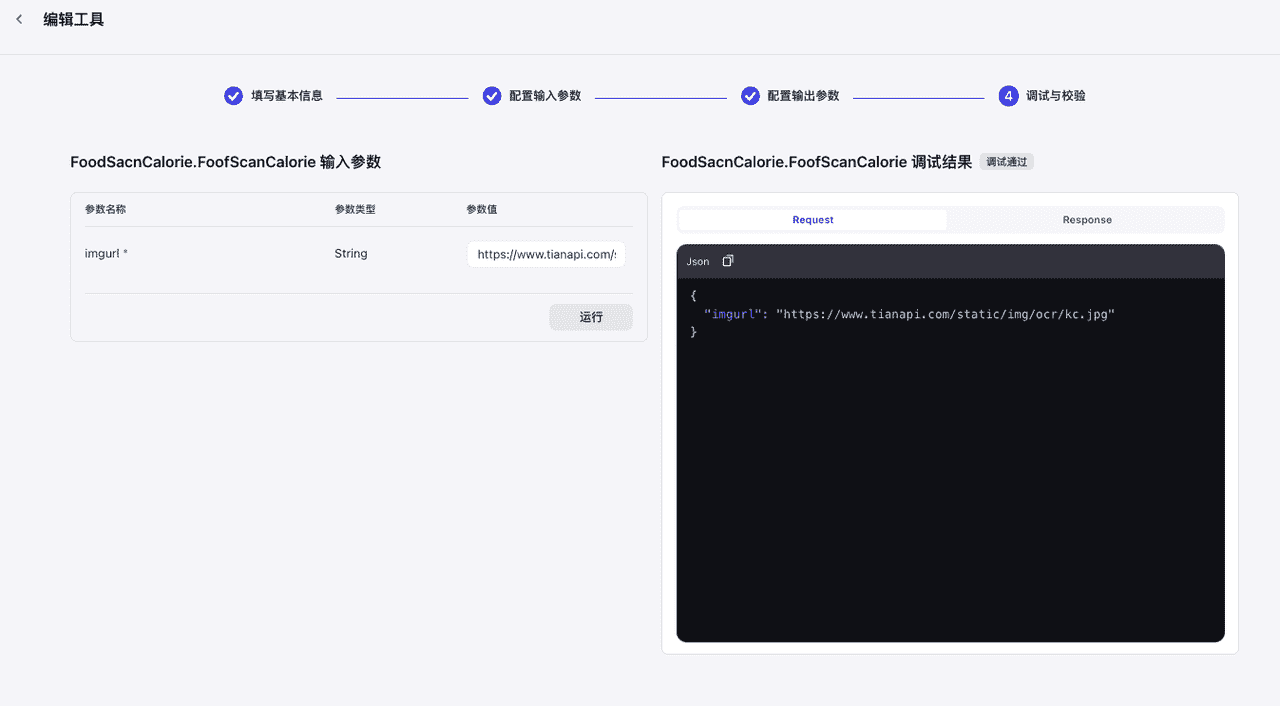 编辑工具
填写基本信息
配置输入参数
配置输出参数
4 调试与校验
FoodSacnCalorie.FoofScanCalorie 输入参数
参数名称 参数类型 参数值
imgurl * String https://www.tianapi.com/s
运行
FoodSacnCalorie.FoofScanCalorie 调试结果 调试通过
Request Response
Json
{
"imgurl": "https://www.tianapi.com/static/img/ocr/kc.jpg"
}